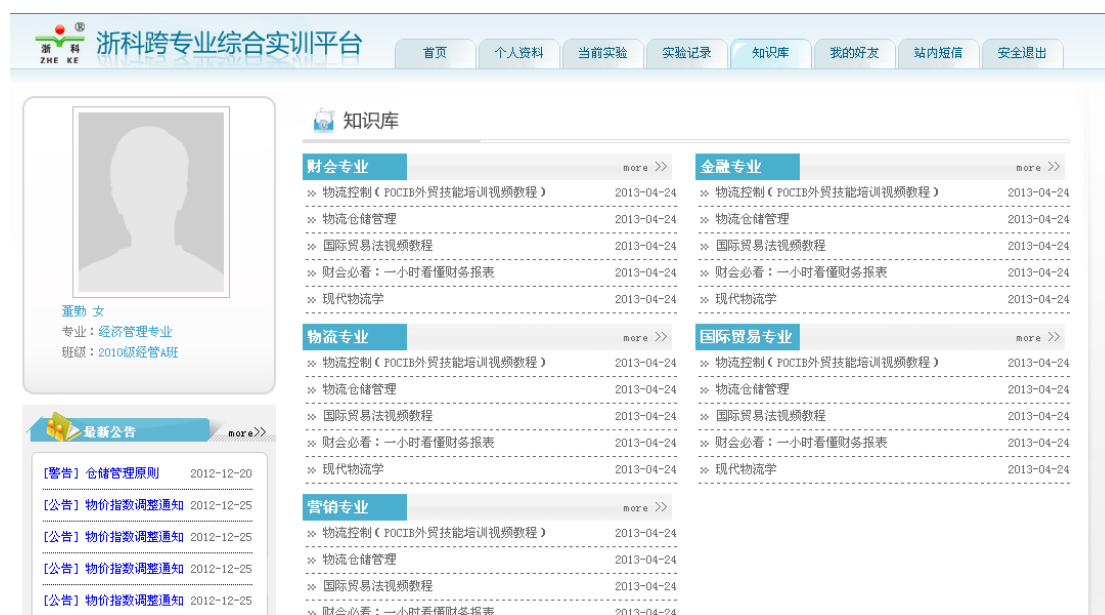 ®
浙 科
ZHE KE
浙科跨专业综合实训平台
首页 个人资料 当前实验 实验记录 知识库 我的好友 站内短信 安全退出
董勤 女
专业：经济管理专业
班级：2010级经管A班
最新公告 more>>
[警告] 仓储管理原则 2012-12-20
[公告] 物价指数调整通知 2012-12-25
[公告] 物价指数调整通知 2012-12-25
[公告] 物价指数调整通知 2012-12-25
[公告] 物价指数调整通知 2012-12-25
知识库
财会专业 more >>
» 物流控制(POCIB外贸技能培训视频教程) 2013-04-24
» 物流仓储管理 2013-04-24
» 国际贸易法视频教程 2013-04-24
» 财会必看：一小时看懂财务报表 2013-04-24
» 现代物流学 2013-04-24
金融专业 more >>
» 物流控制(POCIB外贸技能培训视频教程) 2013-04-24
» 物流仓储管理 2013-04-24
» 国际贸易法视频教程 2013-04-24
» 财会必看：一小时看懂财务报表 2013-04-24
» 现代物流学 2013-04-24
物流专业 more >>
» 物流控制(POCIB外贸技能培训视频教程) 2013-04-24
» 物流仓储管理 2013-04-24
» 国际贸易法视频教程 2013-04-24
» 财会必看：一小时看懂财务报表 2013-04-24
» 现代物流学 2013-04-24
国际贸易专业 more >>
» 物流控制(POCIB外贸技能培训视频教程) 2013-04-24
» 物流仓储管理 2013-04-24
» 国际贸易法视频教程 2013-04-24
» 财会必看：一小时看懂财务报表 2013-04-24
» 现代物流学 2013-04-24
营销专业 more >>
» 物流控制(POCIB外贸技能培训视频教程) 2013-04-24
» 物流仓储管理 2013-04-24
» 国际贸易法视频教程 2013-04-24
» 财会必看：一小时看懂财务报表 2013-04-24